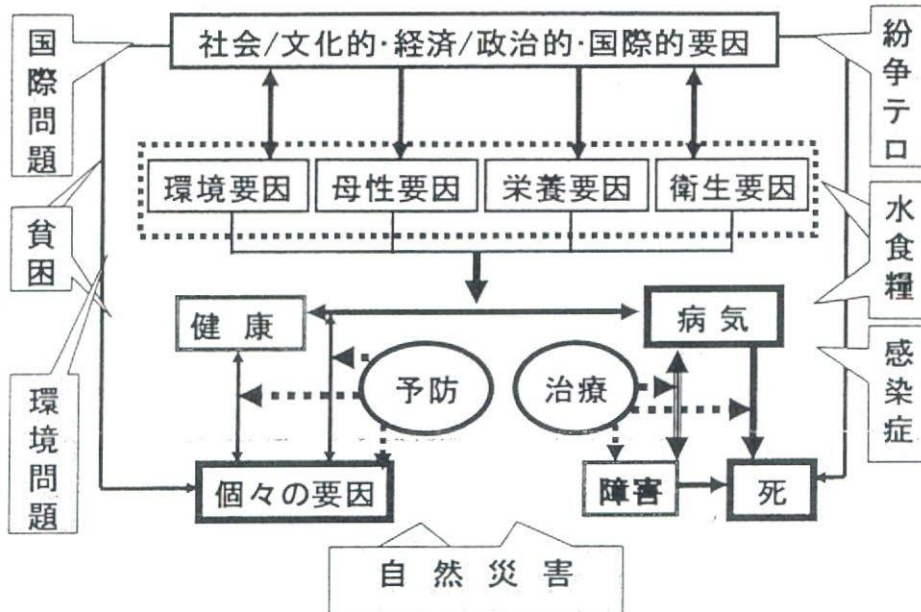 社会/文化的・経済/政治的・国際的要因
国際問題
紛争テロ
環境要因
母性要因
栄養要因
衛生要因
貧困
水食糧
健康
病気
予防
治療
環境問題
感染症
個々の要因
障害
死
自然災害